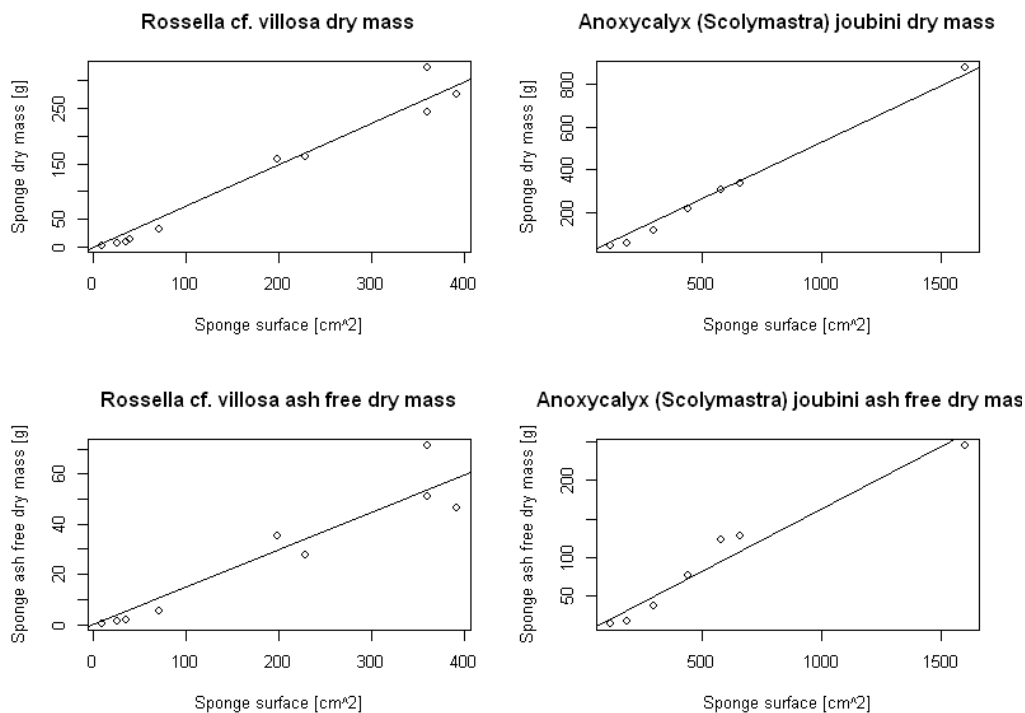 Rossella cf. villosa dry mass
Sponge dry mass [g]
0 50 150 250
0 100 200 300 400
Sponge surface [cm^2]
Anoxycalyx (Scolymastra) joubini dry mass
Sponge dry mass [g]
200 400 600 800
500 1000 1500
Sponge surface [cm^2]
Rossella cf. villosa ash free dry mass
Sponge ash free dry mass [g]
0 20 40 60
0 100 200 300 400
Sponge surface [cm^2]
Anoxycalyx (Scolymastra) joubini ash free dry mas
Sponge ash free dry mass [g]
50 100 200
500 1000 1500
Sponge surface [cm^2]